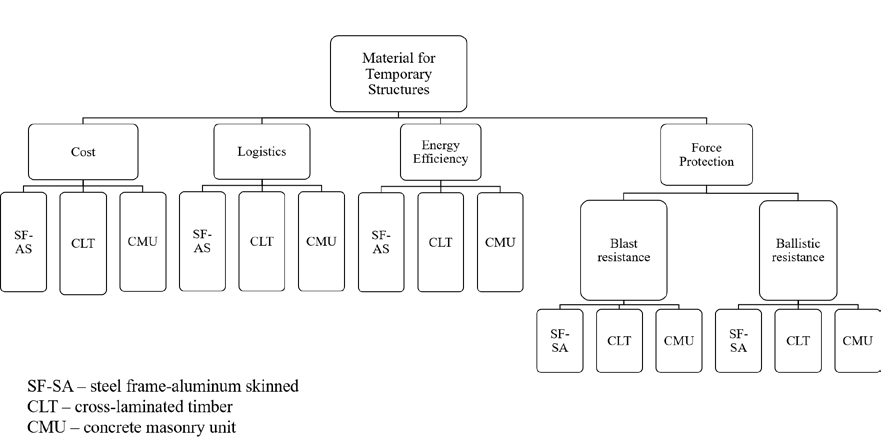 Material for
Temporary
Structures
Cost
Logistics
Energy
Efficiency
Force
Protection
SF-
AS
CLT
CMU
SF-
AS
CLT
CMU
SF-
AS
CLT
CMU
Blast
resistance
Ballistic
resistance
SF-
SA
CLT
CMU
SF-
SA
CLT
CMU
SF-SA – steel frame-aluminum skinned
CLT – cross-laminated timber
CMU – concrete masonry unit